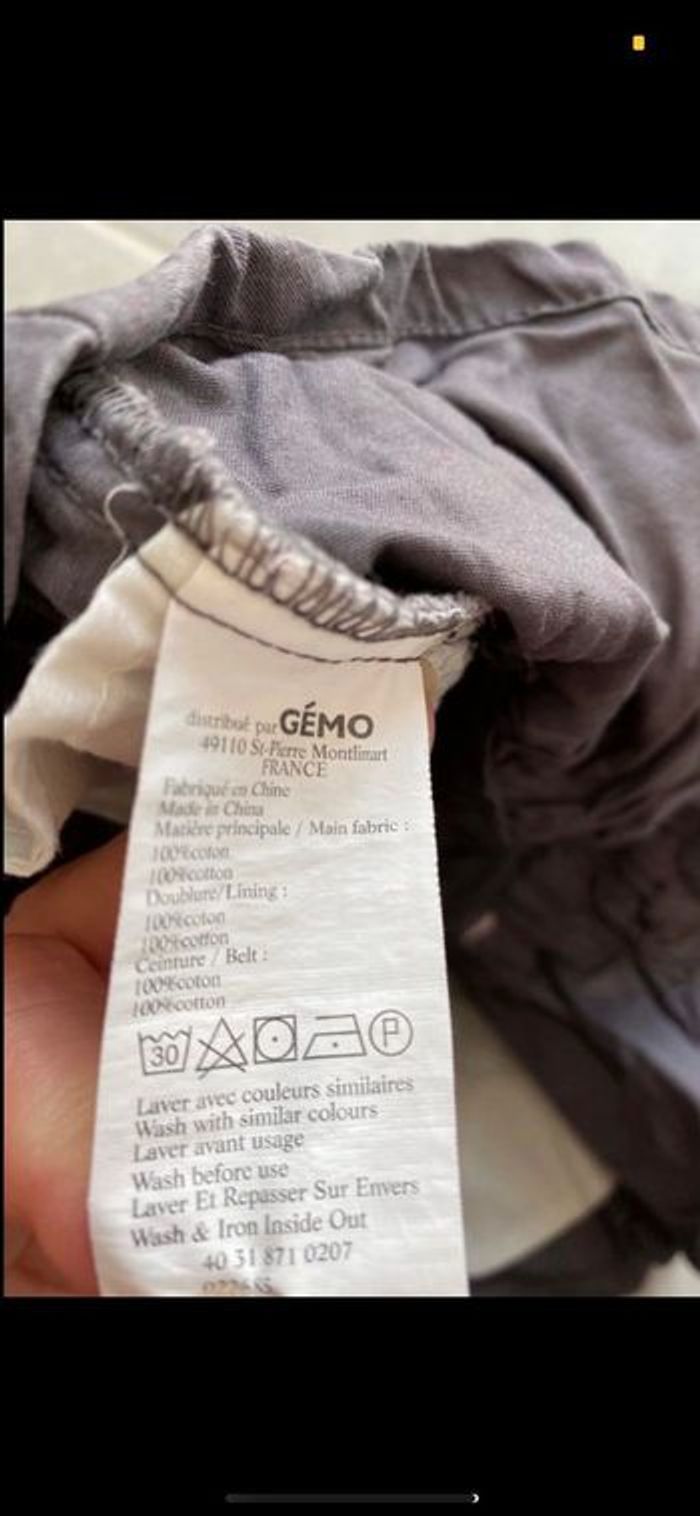 distribué par GÉMO
49110 St-Pierre Montlimart
FRANCE
Fabriqué en Chine
Made in China
Matière principale / Main fabric :
100%coton
100%cotton
Doublure/Lining :
100%coton
100%cotton
Ceinture / Belt :
100%coton
100%cotton
30 P
Laver avec couleurs similaires
Wash with similar colours
Laver avant usage
Wash before use
Laver Et Repasser Sur Envers
Wash & Iron Inside Out
40 31 871 0207